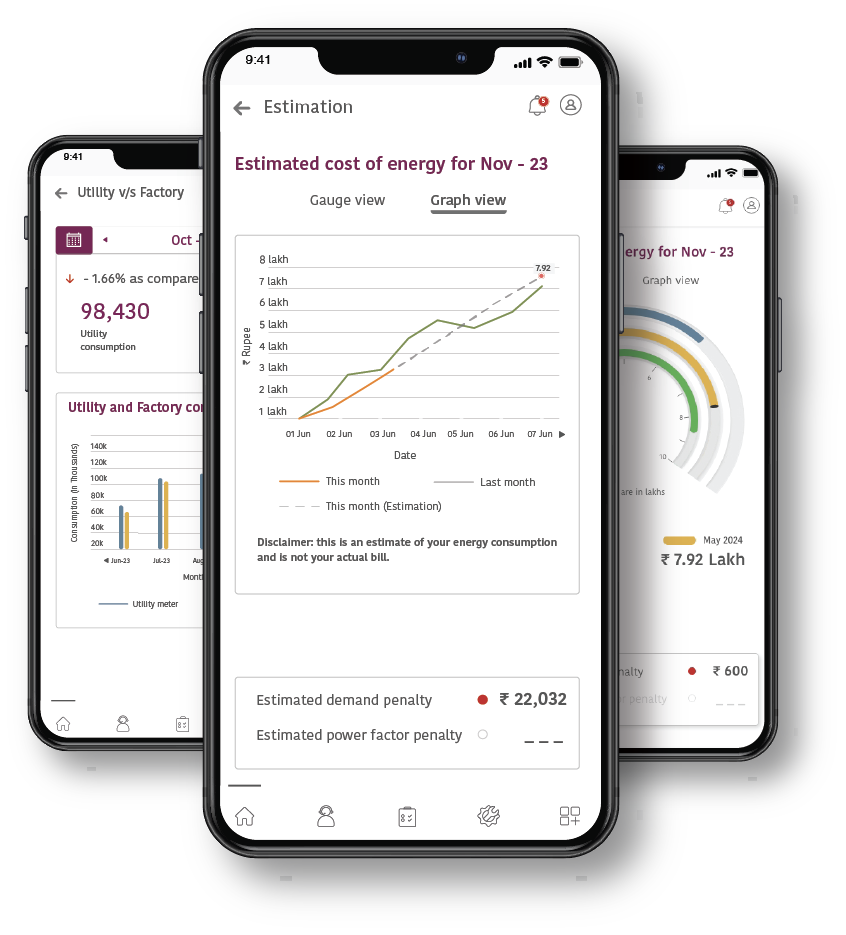 9:41
Utility v/s Factory
Oct -
- 1.66% as compare
98,430
Utility
consumption
Utility and Factory con
Consumption (In Thousands)
140k
120k
100k
80k
60k
40k
20k
Jun-23
Jul-23
Aug
Month
Utility meter
9:41
5
Estimation
Estimated cost of energy for Nov - 23
Gauge view
Graph view
₹ Rupee
8 lakh
7 lakh
6 lakh
5 lakh
4 lakh
3 lakh
2 lakh
1 lakh
7.92
01 Jun
02 Jun
03 Jun
04 Jun
05 Jun
06 Jun
07 Jun
Date
This month
Last month
This month (Estimation)
Disclaimer: this is an estimate of your energy consumption
and is not your actual bill.
Estimated demand penalty
₹ 22,032
Estimated power factor penalty
_ _ _
ergy for Nov - 23
Graph view
6
8
10
are in lakhs
May 2024
₹ 7.92 Lakh
nalty
₹ 600
penalty
_ _ _